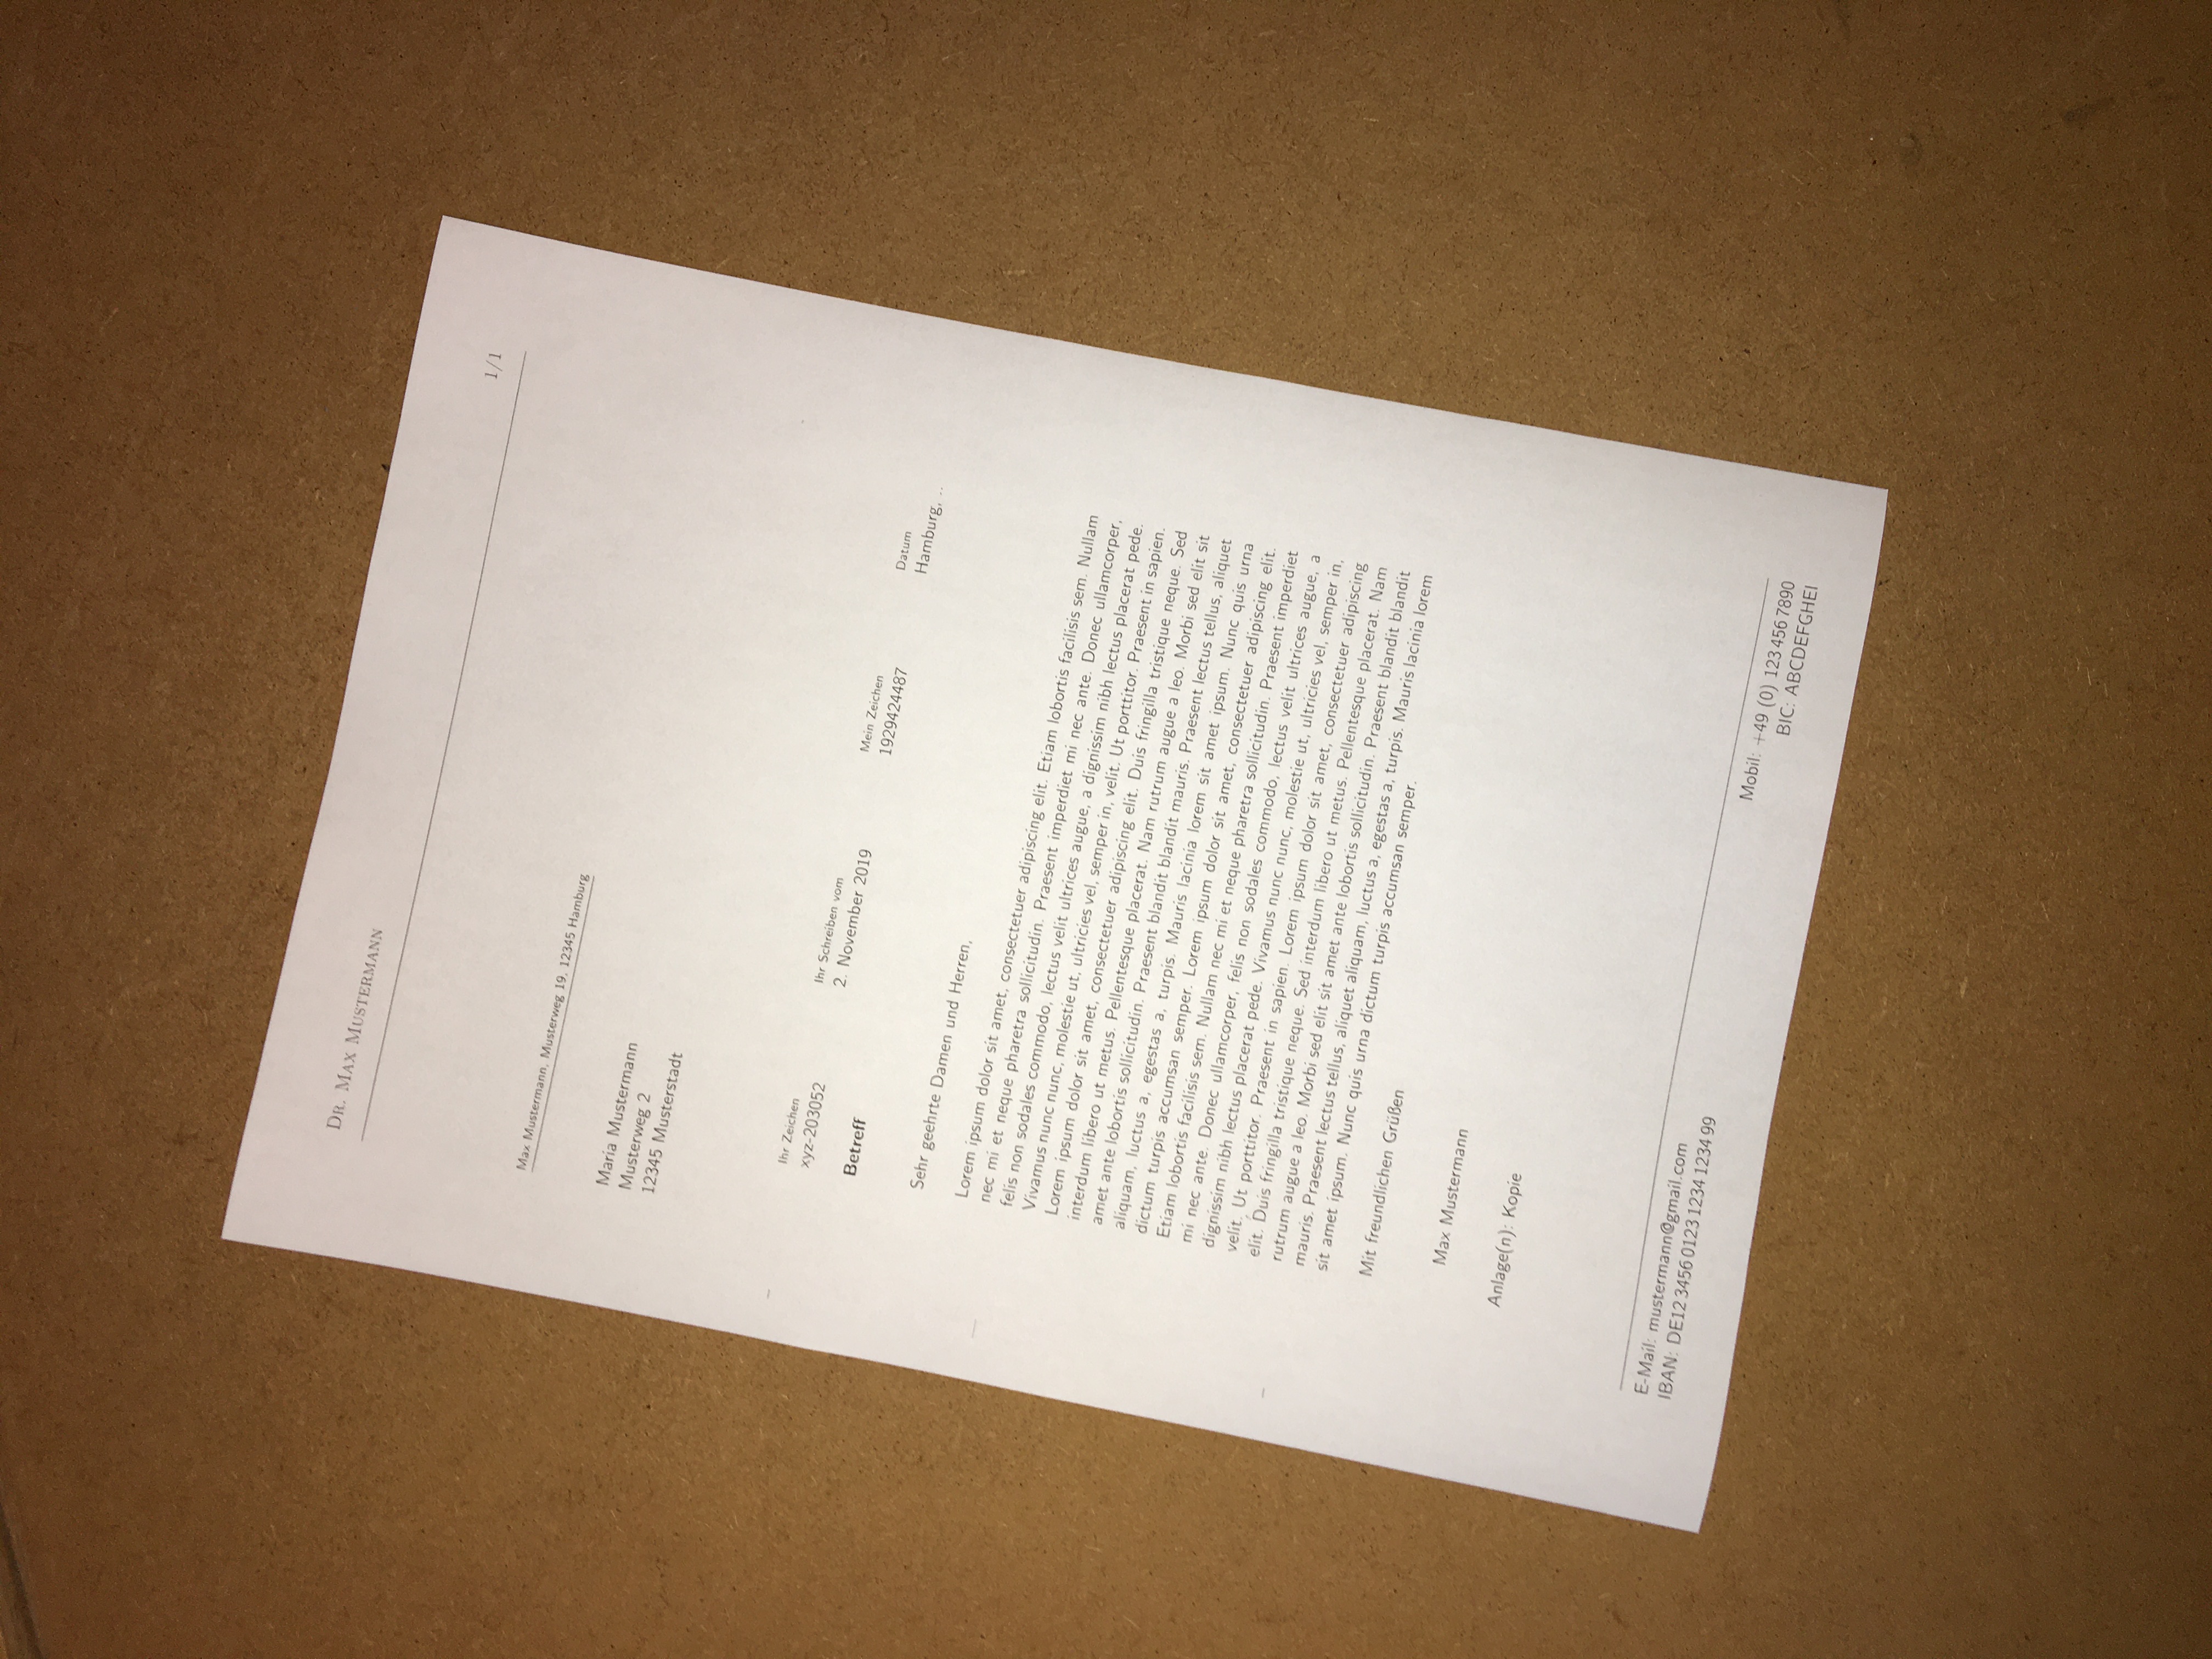 Dr. Max Mustermann
1/1
Max Mustermann, Musterweg 19, 12345 Hamburg
Maria Mustermann
Musterweg 2
12345 Musterstadt
Ihr Zeichen
xyz-203052
Ihr Schreiben vom
2. November 2019
Mein Zeichen
1929424487
Datum
Hamburg, ..
Betreff
Sehr geehrte Damen und Herren,
Lorem ipsum dolor sit amet, consectetuer adipiscing elit. Etiam lobortis facilisis sem. Nullam
nec mi et neque pharetra sollicitudin. Praesent imperdiet mi nec ante. Donec ullamcorper,
felis non sodales commodo, lectus velit ultrices augue, a dignissim nibh lectus placerat pede.
Vivamus nunc nunc, molestie ut, ultricies vel, semper in, velit. Ut porttitor. Praesent in sapien.
Lorem ipsum dolor sit amet, consectetuer adipiscing elit. Duis fringilla tristique neque. Sed
interdum libero ut metus. Pellentesque placerat. Nam rutrum augue a leo. Morbi sed elit sit
amet ante lobortis sollicitudin. Praesent blandit blandit mauris. Praesent lectus tellus, aliquet
aliquam, luctus a, egestas a, turpis. Mauris lacinia lorem sit amet ipsum. Nunc quis urna
dictum turpis accumsan semper. Lorem ipsum dolor sit amet, consectetuer adipiscing elit.
Etiam lobortis facilisis sem. Nullam nec mi et neque pharetra sollicitudin. Praesent imperdiet
mi nec ante. Donec ullamcorper, felis non sodales commodo, lectus velit ultrices augue, a
dignissim nibh lectus placerat pede. Vivamus nunc nunc, molestie ut, ultricies vel, semper in,
velit. Ut porttitor. Praesent in sapien. Lorem ipsum dolor sit amet, consectetuer adipiscing
elit. Duis fringilla tristique neque. Sed interdum libero ut metus. Pellentesque placerat. Nam
rutrum augue a leo. Morbi sed elit sit amet ante lobortis sollicitudin. Praesent blandit blandit
mauris. Praesent lectus tellus, aliquet aliquam, luctus a, egestas a, turpis. Mauris lacinia lorem
sit amet ipsum. Nunc quis urna dictum turpis accumsan semper.
Mit freundlichen Grüßen
Max Mustermann
Anlage(n): Kopie
E-Mail: mustermann@gmail.com
IBAN: DE12 3456 0123 1234 1234 99
Mobil: +49 (0) 123 456 7890
BIC: ABCDEFGHEI